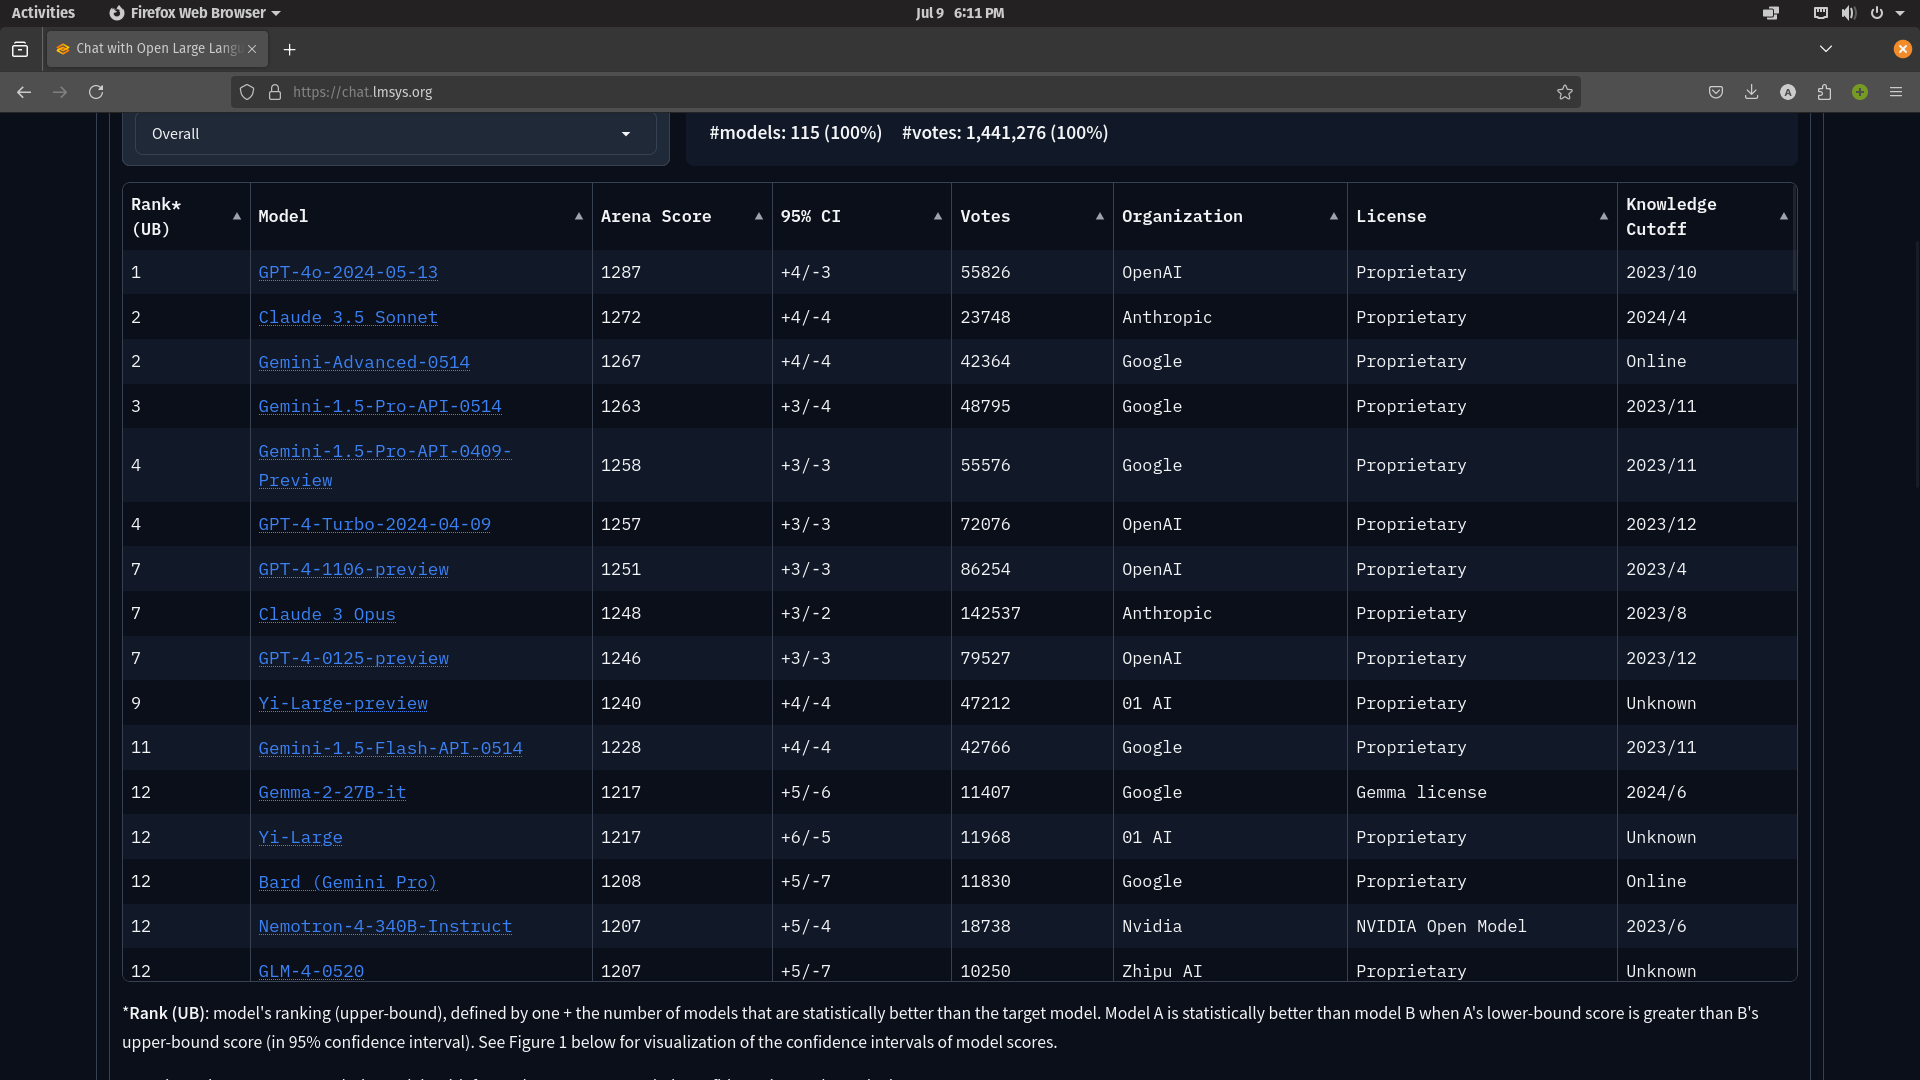 Activities Firefox Web Browser Jul 9 6:11 PM
Chat with Open Large Langu
https://chat.lmsys.org A
Overall #models: 115 (100%) #votes: 1,441,276 (100%)
Rank* (UB) Model Arena Score 95% CI Votes Organization License Knowledge Cutoff
1 GPT-4o-2024-05-13 1287 +4/-3 55826 OpenAI Proprietary 2023/10
2 Claude 3.5 Sonnet 1272 +4/-4 23748 Anthropic Proprietary 2024/4
2 Gemini-Advanced-0514 1267 +4/-4 42364 Google Proprietary Online
3 Gemini-1.5-Pro-API-0514 1263 +3/-4 48795 Google Proprietary 2023/11
4 Gemini-1.5-Pro-API-0409-Preview 1258 +3/-3 55576 Google Proprietary 2023/11
4 GPT-4-Turbo-2024-04-09 1257 +3/-3 72076 OpenAI Proprietary 2023/12
7 GPT-4-1106-preview 1251 +3/-3 86254 OpenAI Proprietary 2023/4
7 Claude 3 Opus 1248 +3/-2 142537 Anthropic Proprietary 2023/8
7 GPT-4-0125-preview 1246 +3/-3 79527 OpenAI Proprietary 2023/12
9 Yi-Large-preview 1240 +4/-4 47212 01 AI Proprietary Unknown
11 Gemini-1.5-Flash-API-0514 1228 +4/-4 42766 Google Proprietary 2023/11
12 Gemma-2-27B-it 1217 +5/-6 11407 Google Gemma license 2024/6
12 Yi-Large 1217 +6/-5 11968 01 AI Proprietary Unknown
12 Bard (Gemini Pro) 1208 +5/-7 11830 Google Proprietary Online
12 Nemotron-4-340B-Instruct 1207 +5/-4 18738 Nvidia NVIDIA Open Model 2023/6
12 GLM-4-0520 1207 +5/-7 10250 Zhipu AI Proprietary Unknown
*Rank (UB): model's ranking (upper-bound), defined by one + the number of models that are statistically better than the target model. Model A is statistically better than model B when A's lower-bound score is greater than B's
upper-bound score (in 95% confidence interval). See Figure 1 below for visualization of the confidence intervals of model scores.